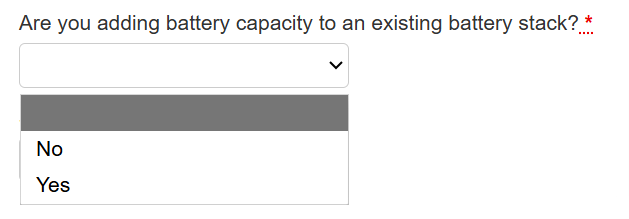 Are you adding battery capacity to an existing battery stack? *
No
Yes